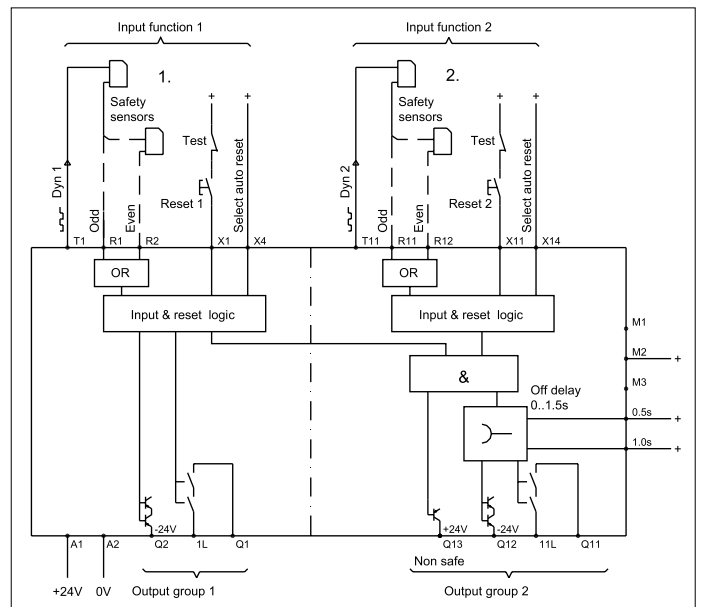 Input function 1
Input function 2
1.
2.
Safety
sensors
Safety
sensors
+
+
+
+
Test
Test
Dyn 1
Odd
Even
Reset 1
Select auto reset
Dyn 2
Odd
Even
Reset 2
Select auto reset
T1
R1
R2
X1
X4
T11
R11
R12
X11
X14
OR
OR
Input & reset logic
Input & reset logic
M1
M2
+
&
M3
Off delay
0..1.5s
0.5s
+
1.0s
+
-24V
+24V
-24V
A1
A2
Q2
1L
Q1
Q13
Q12
11L
Q11
Non safe
+24V
0V
Output group 1
Output group 2